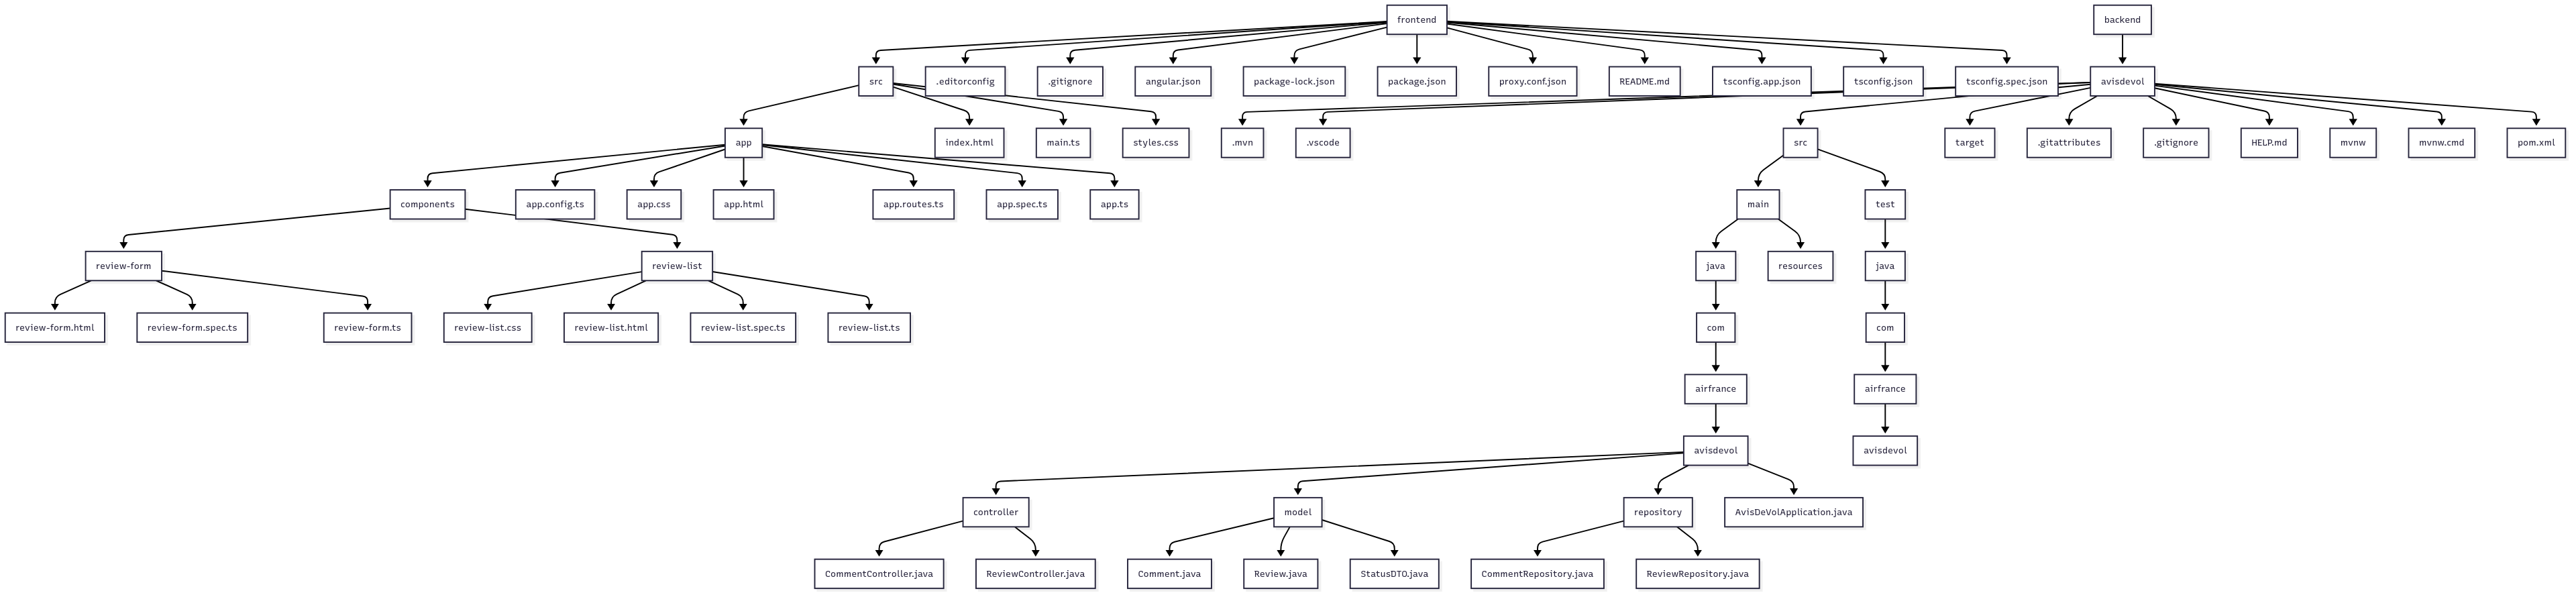 frontend
backend
src
.editorconfig
.gitignore
angular.json
package-lock.json
package.json
proxy.conf.json
README.md
tsconfig.app.json
tsconfig.json
tsconfig.spec.json
avisdevol
app
index.html
main.ts
styles.css
.mvn
.vscode
src
target
.gitattributes
.gitignore
HELP.md
mvnw
mvnw.cmd
pom.xml
components
app.config.ts
app.css
app.html
app.routes.ts
app.spec.ts
app.ts
main
test
review-form
review-list
java
resources
java
review-form.html
review-form.spec.ts
review-form.ts
review-list.css
review-list.html
review-list.spec.ts
review-list.ts
com
com
airfrance
airfrance
avisdevol
avisdevol
controller
model
repository
AvisDeVolApplication.java
CommentController.java
ReviewController.java
Comment.java
Review.java
StatusDTO.java
CommentRepository.java
ReviewRepository.java